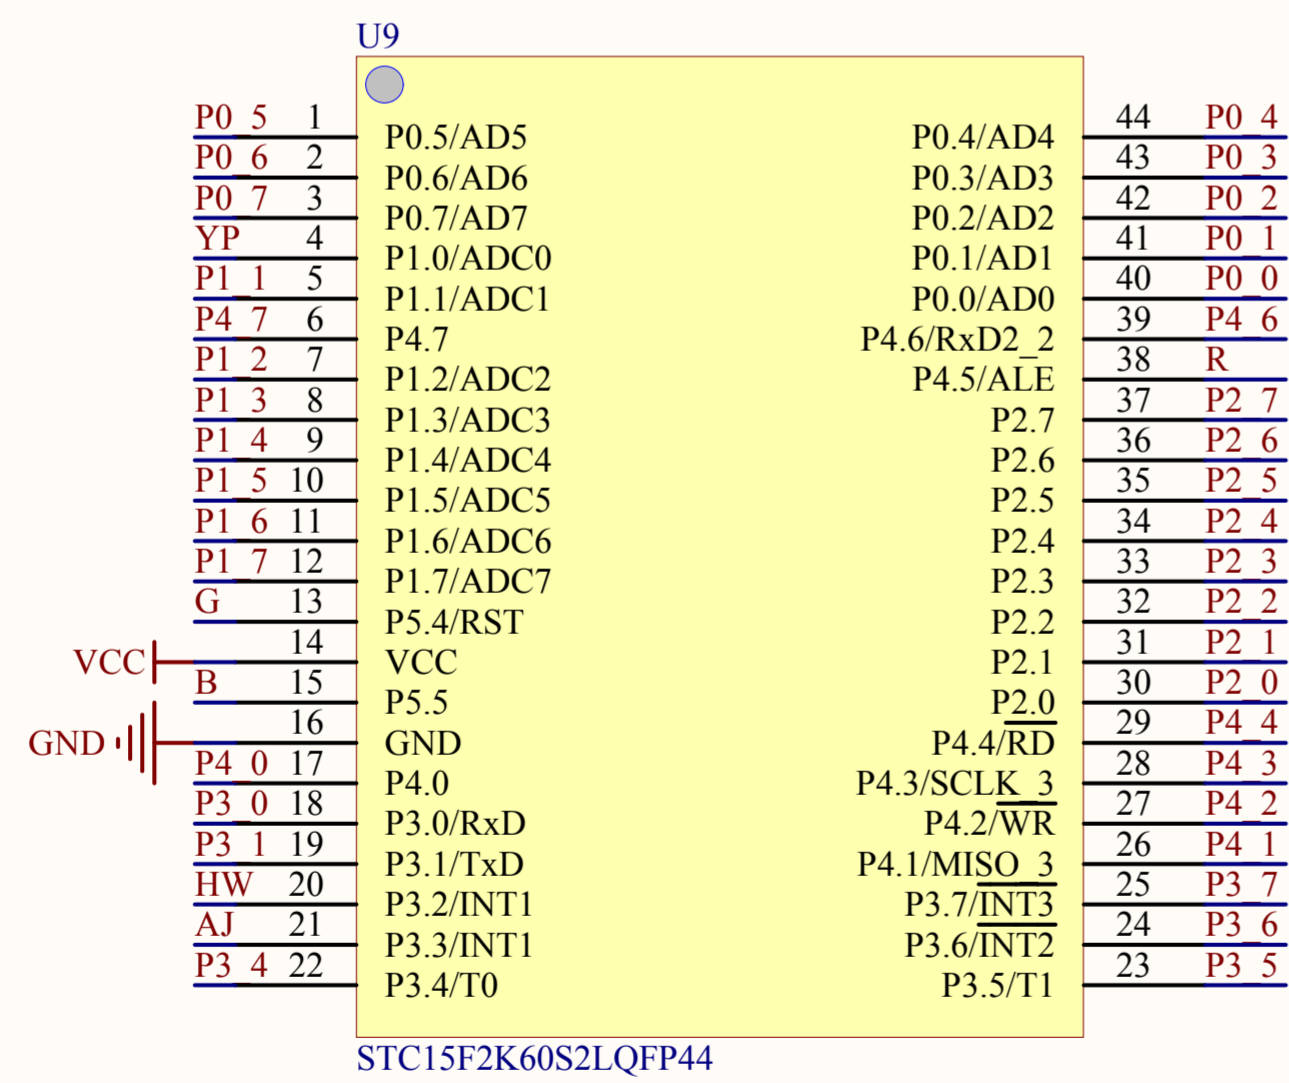 U9
P0_5 1 P0.5/AD5 P0.4/AD4 44 P0_4
P0_6 2 P0.6/AD6 P0.3/AD3 43 P0_3
P0_7 3 P0.7/AD7 P0.2/AD2 42 P0_2
YP 4 P1.0/ADC0 P0.1/AD1 41 P0_1
P1_1 5 P1.1/ADC1 P0.0/AD0 40 P0_0
P4_7 6 P4.7 P4.6/RxD2_2 39 P4_6
P1_2 7 P1.2/ADC2 P4.5/ALE 38 R
P1_3 8 P1.3/ADC3 P2.7 37 P2_7
P1_4 9 P1.4/ADC4 P2.6 36 P2_6
P1_5 10 P1.5/ADC5 P2.5 35 P2_5
P1_6 11 P1.6/ADC6 P2.4 34 P2_4
P1_7 12 P1.7/ADC7 P2.3 33 P2_3
G 13 P5.4/RST P2.2 32 P2_2
VCC 14 VCC P2.1 31 P2_1
B 15 P5.5 P2.0 30 P2_0
GND 16 GND P4.4/RD 29 P4_4
P4_0 17 P4.0 P4.3/SCLK_3 28 P4_3
P3_0 18 P3.0/RxD P4.2/WR 27 P4_2
P3_1 19 P3.1/TxD P4.1/MISO_3 26 P4_1
HW 20 P3.2/INT1 P3.7/INT3 25 P3_7
AJ 21 P3.3/INT1 P3.6/INT2 24 P3_6
P3_4 22 P3.4/T0 P3.5/T1 23 P3_5
STC15F2K60S2LQFP44